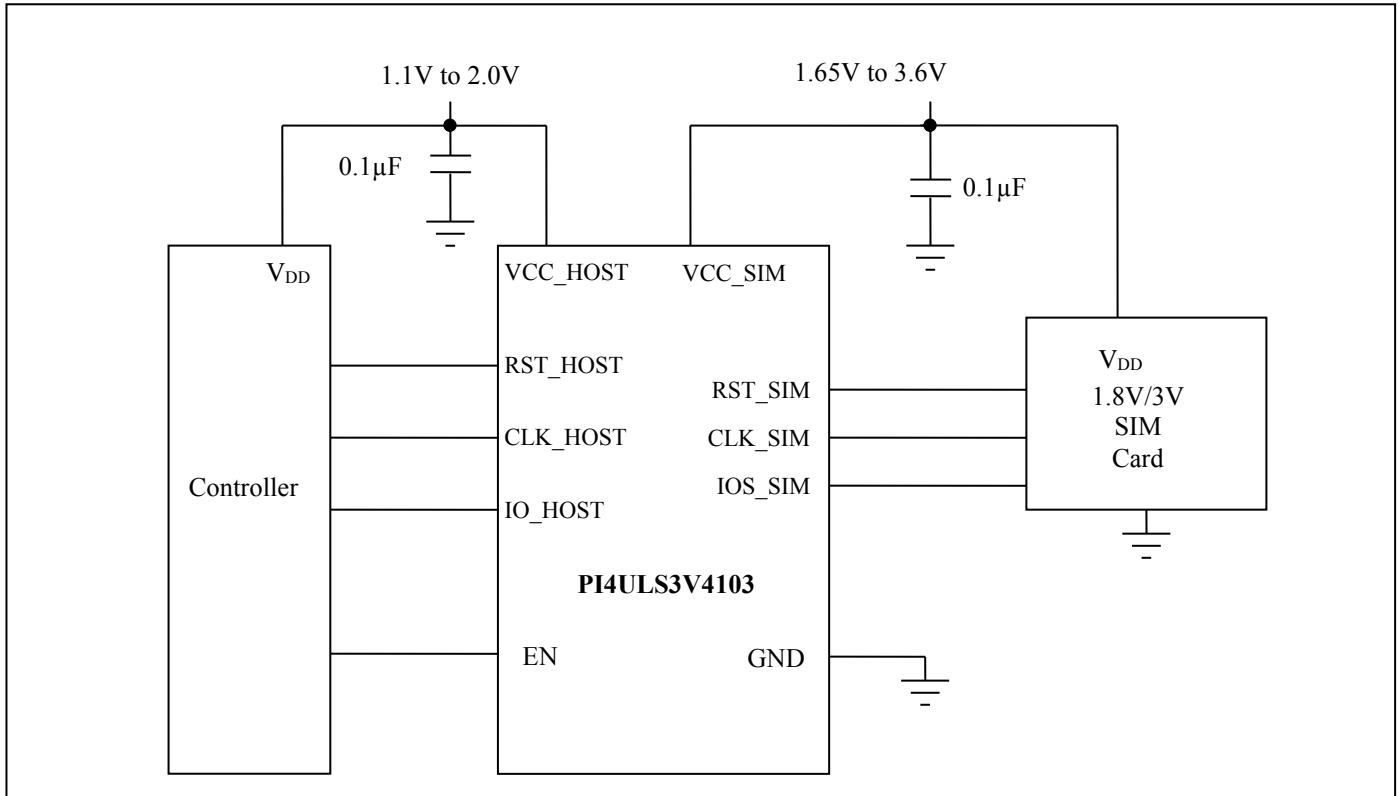 1.1V to 2.0V
1.65V to 3.6V
0.1µF
0.1µF
VDD
VCC_HOST
VCC_SIM
RST_HOST
CLK_HOST
IO_HOST
EN
RST_SIM
CLK_SIM
IOS_SIM
GND
Controller
PI4ULS3V4103
VDD
1.8V/3V
SIM
Card